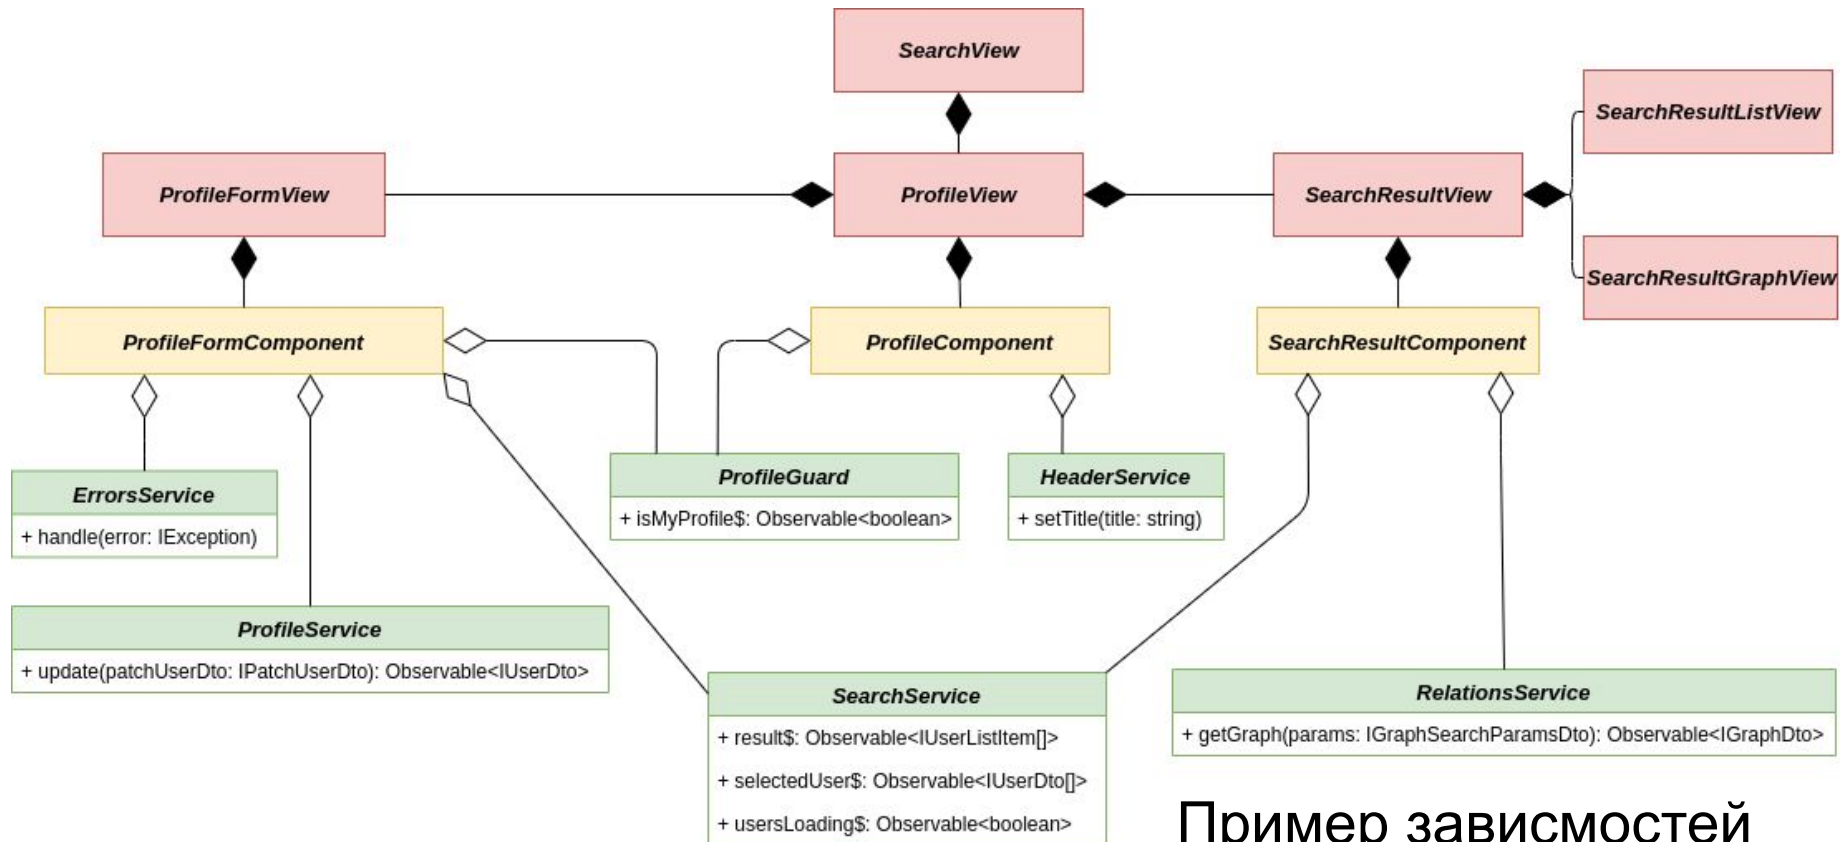 SearchView
SearchResultListView
ProfileFormView
ProfileView
SearchResultView
SearchResultGraphView
ProfileFormComponent
ProfileComponent
SearchResultComponent
ProfileGuard
+ isMyProfile$: Observable<boolean>
HeaderService
+ setTitle(title: string)
ErrorsService
+ handle(error: IException)
ProfileService
+ update(patchUserDto: IPatchUserDto): Observable<IUserDto>
SearchService
+ result$: Observable<IUserListItem[]>
+ selectedUser$: Observable<IUserDto[]>
+ usersLoading$: Observable<boolean>
RelationsService
+ getGraph(params: IGraphSearchParamsDto): Observable<IGraphDto>
Пример зависмостей